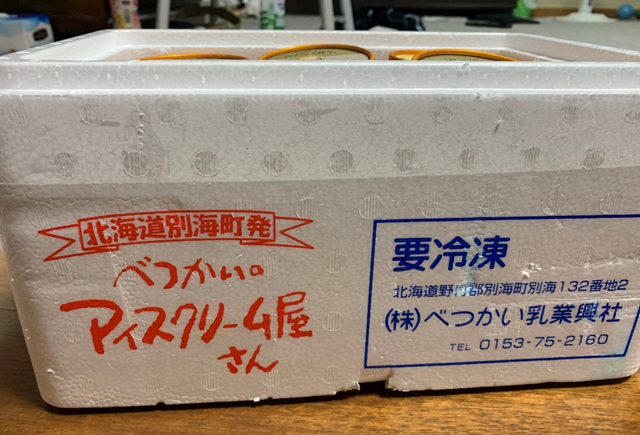 北海道別海町発
べつかいの
アイスクリーム屋
さん
要冷凍
北海道野付郡別海町別海132番地2
(株)べつかい乳業興社
TEL 0153-75-2160